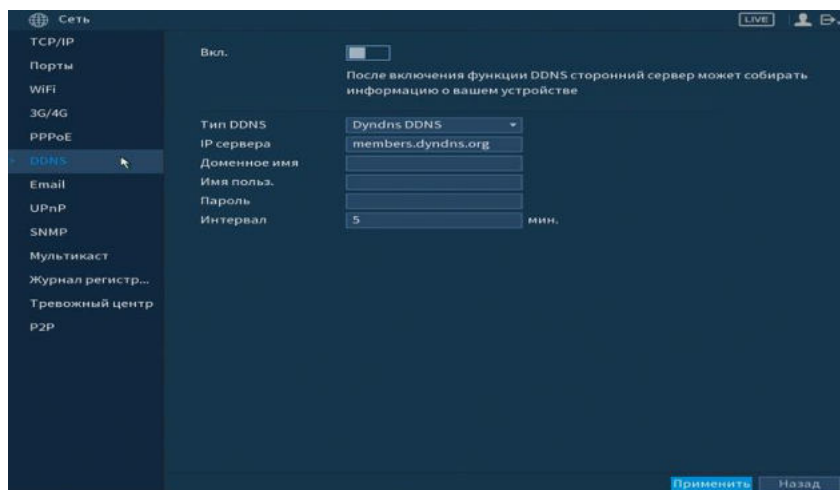 Сеть
LIVE
TCP/IP
Порты
WiFi
3G/4G
PPPoE
DDNS
Email
UPnP
SNMP
Мультикаст
Журнал регистр...
Тревожный центр
P2P
Вкл.
После включения функции DDNS сторонний сервер может собирать
информацию о вашем устройстве
Тип DDNS Dyndns DDNS
IP сервера members.dyndns.org
Доменное имя
Имя польз.
Пароль
Интервал 5 мин.
Применить Назад